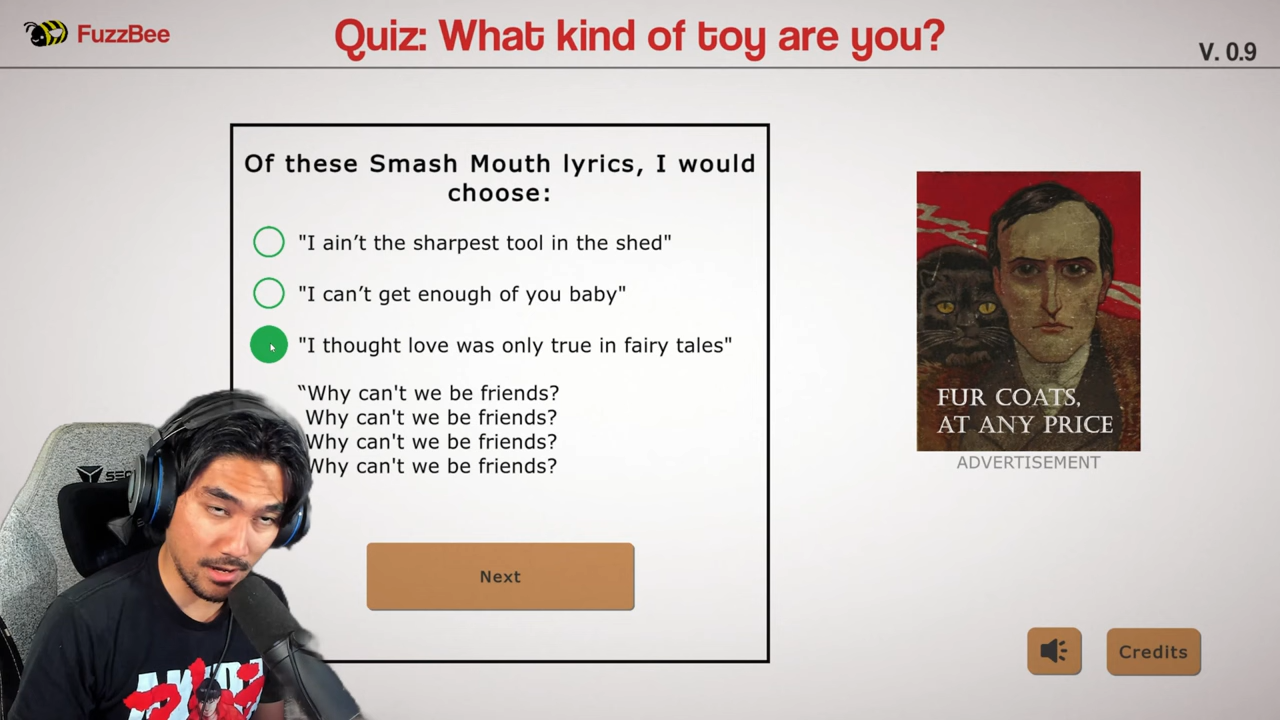 FuzzBee
Quiz: What kind of toy are you?
V. 0.9
Of these Smash Mouth lyrics, I would
choose:
"I ain’t the sharpest tool in the shed"
"I can’t get enough of you baby"
"I thought love was only true in fairy tales"
“Why can't we be friends?
Why can't we be friends?
Why can't we be friends?
Why can't we be friends?
Next
FUR COATS,
AT ANY PRICE
ADVERTISEMENT
Credits